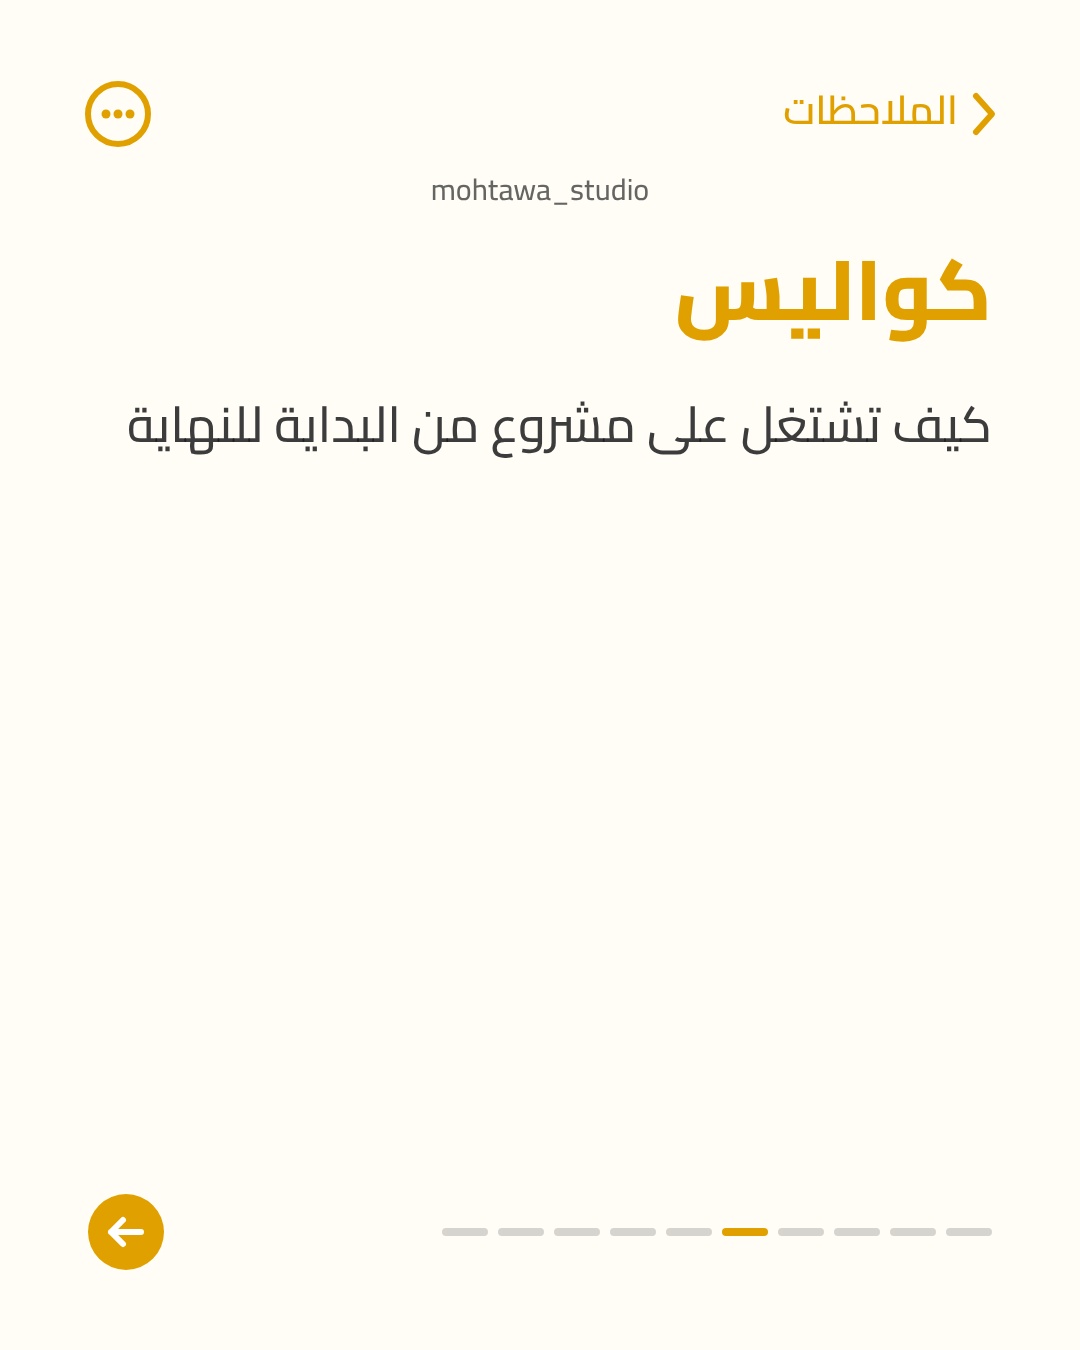 الملاحظات
mohtawa_studio
كواليس
كيف تشتغل على مشروع من البداية للنهاية